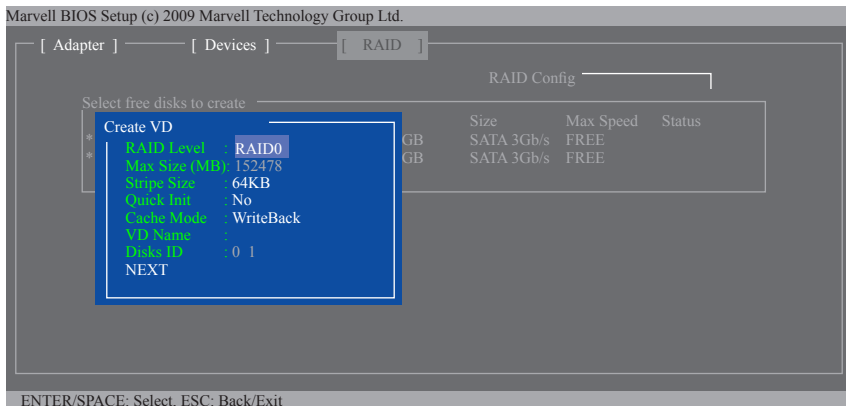 Marvell BIOS Setup (c) 2009 Marvell Technology Group Ltd.
[ Adapter ] [ Devices ] [ RAID ]
RAID Config
Select free disks to create
Size Max Speed Status
* GB SATA 3Gb/s FREE
* GB SATA 3Gb/s FREE
Create VD
RAID Level : RAID0
Max Size (MB): 152478
Stripe Size : 64KB
Quick Init : No
Cache Mode : WriteBack
VD Name :
Disks ID : 0 1
NEXT
ENTER/SPACE: Select, ESC: Back/Exit